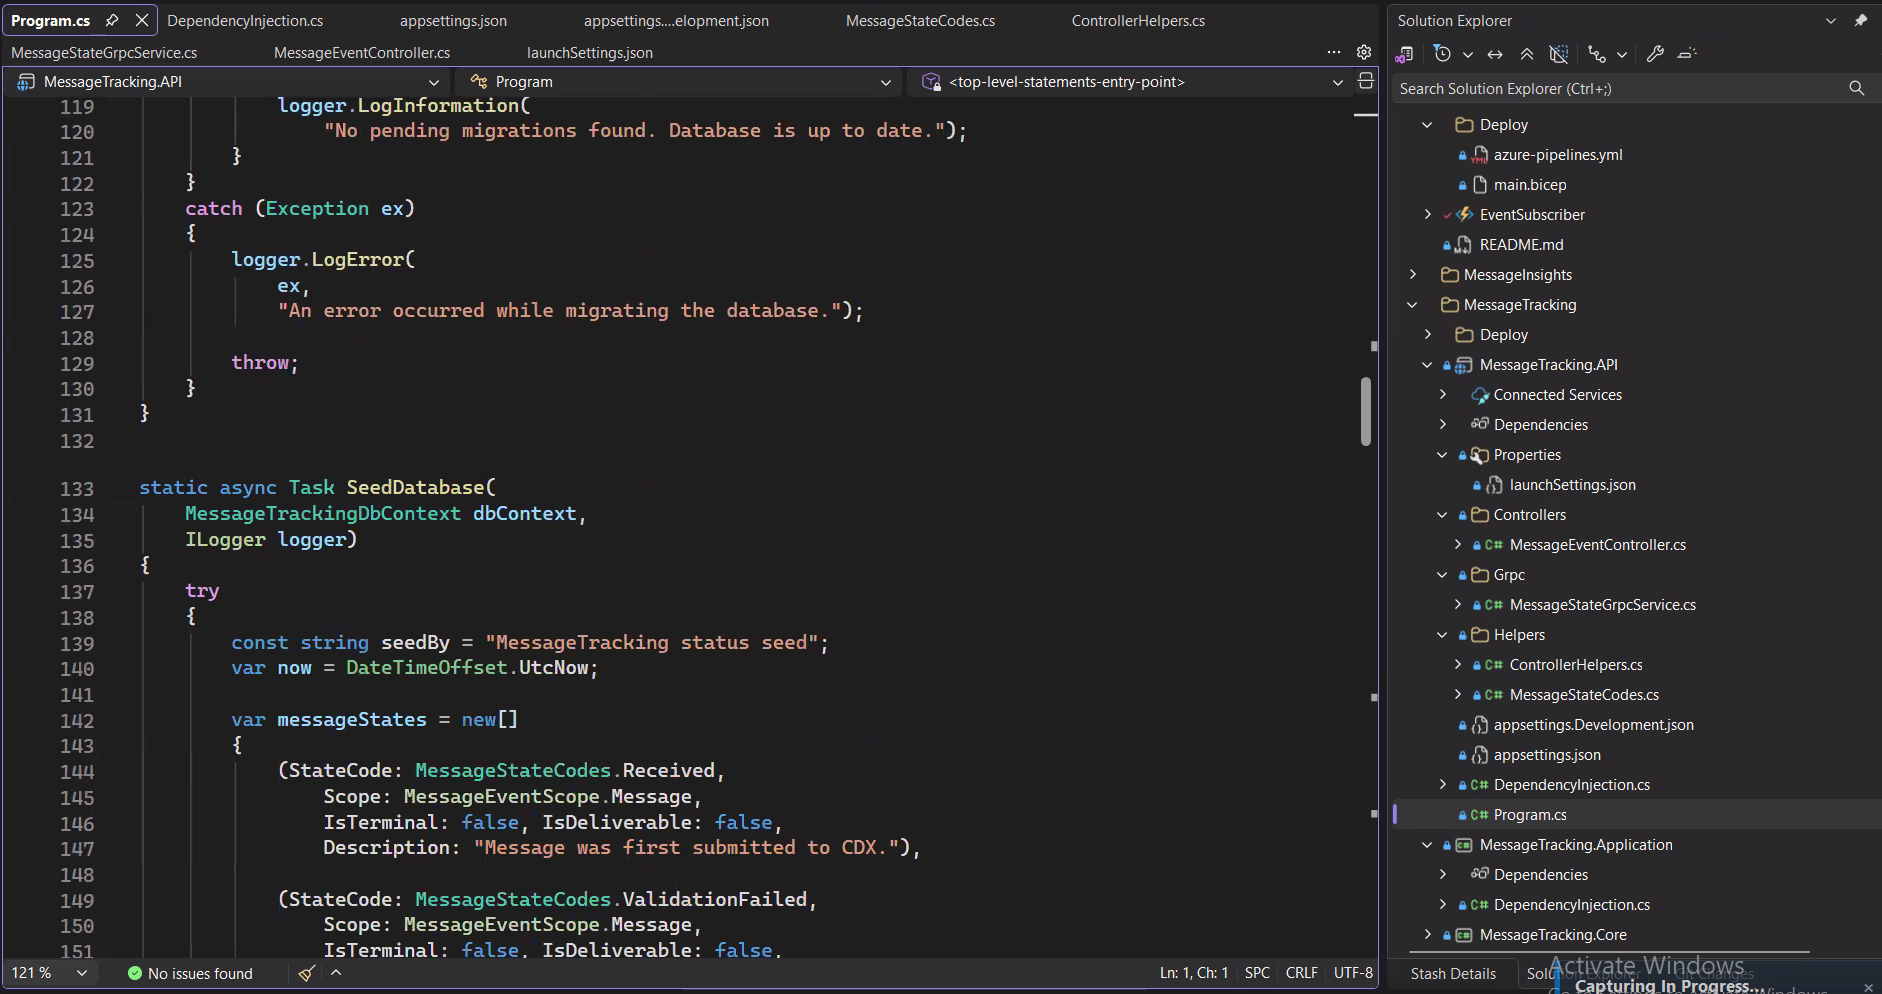 Program.cs
DependencyInjection.cs
appsettings.json
appsettings....elopment.json
MessageStateCodes.cs
ControllerHelpers.cs
MessageStateGrpcService.cs
MessageEventController.cs
launchSettings.json
MessageTracking.API
Program
<top-level-statements-entry-point>
119 logger.LogInformation(
120 "No pending migrations found. Database is up to date.");
121 }
122 }
123 catch (Exception ex)
124 {
125 logger.LogError(
126 ex,
127 "An error occurred while migrating the database.");
128
129 throw;
130 }
131 }
132
133 static async Task SeedDatabase(
134 MessageTrackingDbContext dbContext,
135 ILogger logger)
136 {
137 try
138 {
139 const string seedBy = "MessageTracking status seed";
140 var now = DateTimeOffset.UtcNow;
141
142 var messageStates = new[]
143 {
144 (StateCode: MessageStateCodes.Received,
145 Scope: MessageEventScope.Message,
146 IsTerminal: false, IsDeliverable: false,
147 Description: "Message was first submitted to CDX."),
148
149 (StateCode: MessageStateCodes.ValidationFailed,
150 Scope: MessageEventScope.Message,
151 IsTerminal: false, IsDeliverable: false,
121 %
No issues found
Ln: 1, Ch: 1
SPC
CRLF
UTF-8
Solution Explorer
Search Solution Explorer (Ctrl+;)
Deploy
azure-pipelines.yml
main.bicep
EventSubscriber
README.md
MessageInsights
MessageTracking
Deploy
MessageTracking.API
Connected Services
Dependencies
Properties
launchSettings.json
Controllers
MessageEventController.cs
Grpc
MessageStateGrpcService.cs
Helpers
ControllerHelpers.cs
MessageStateCodes.cs
appsettings.Development.json
appsettings.json
DependencyInjection.cs
Program.cs
MessageTracking.Application
Dependencies
DependencyInjection.cs
MessageTracking.Core
Stash Details
Solution Explorer
Git Changes
Activate Windows
Capturing In Progress...